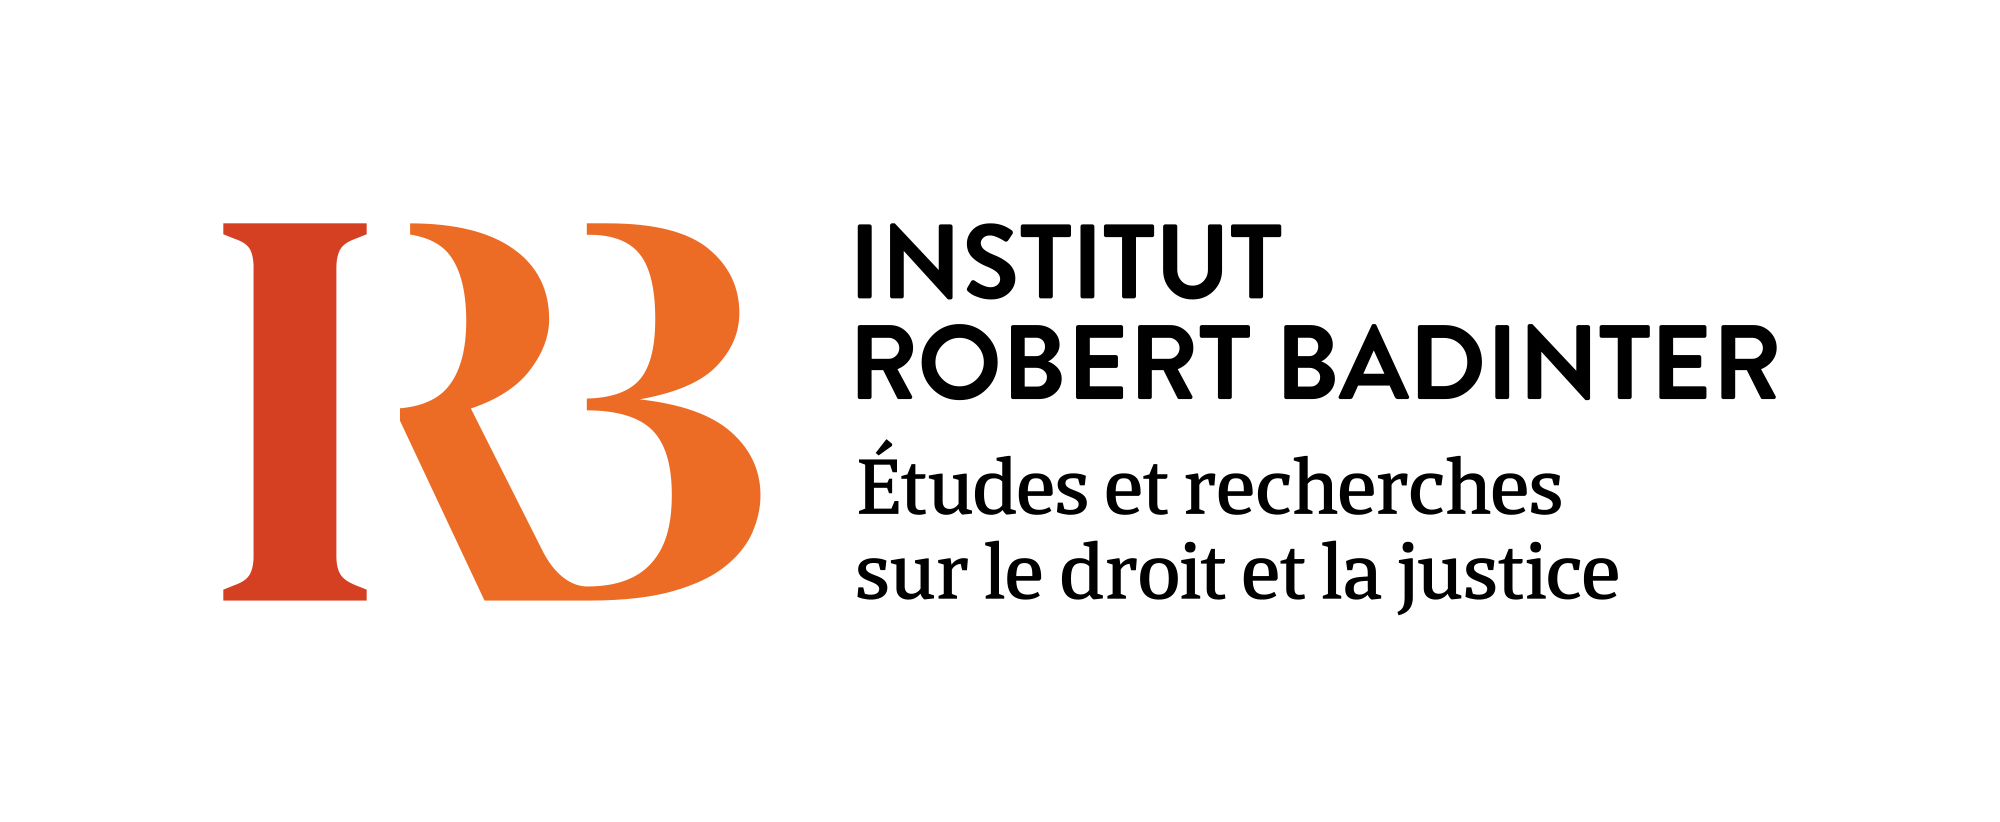 IRB
INSTITUT
ROBERT BADINTER
Études et recherches
sur le droit et la justice